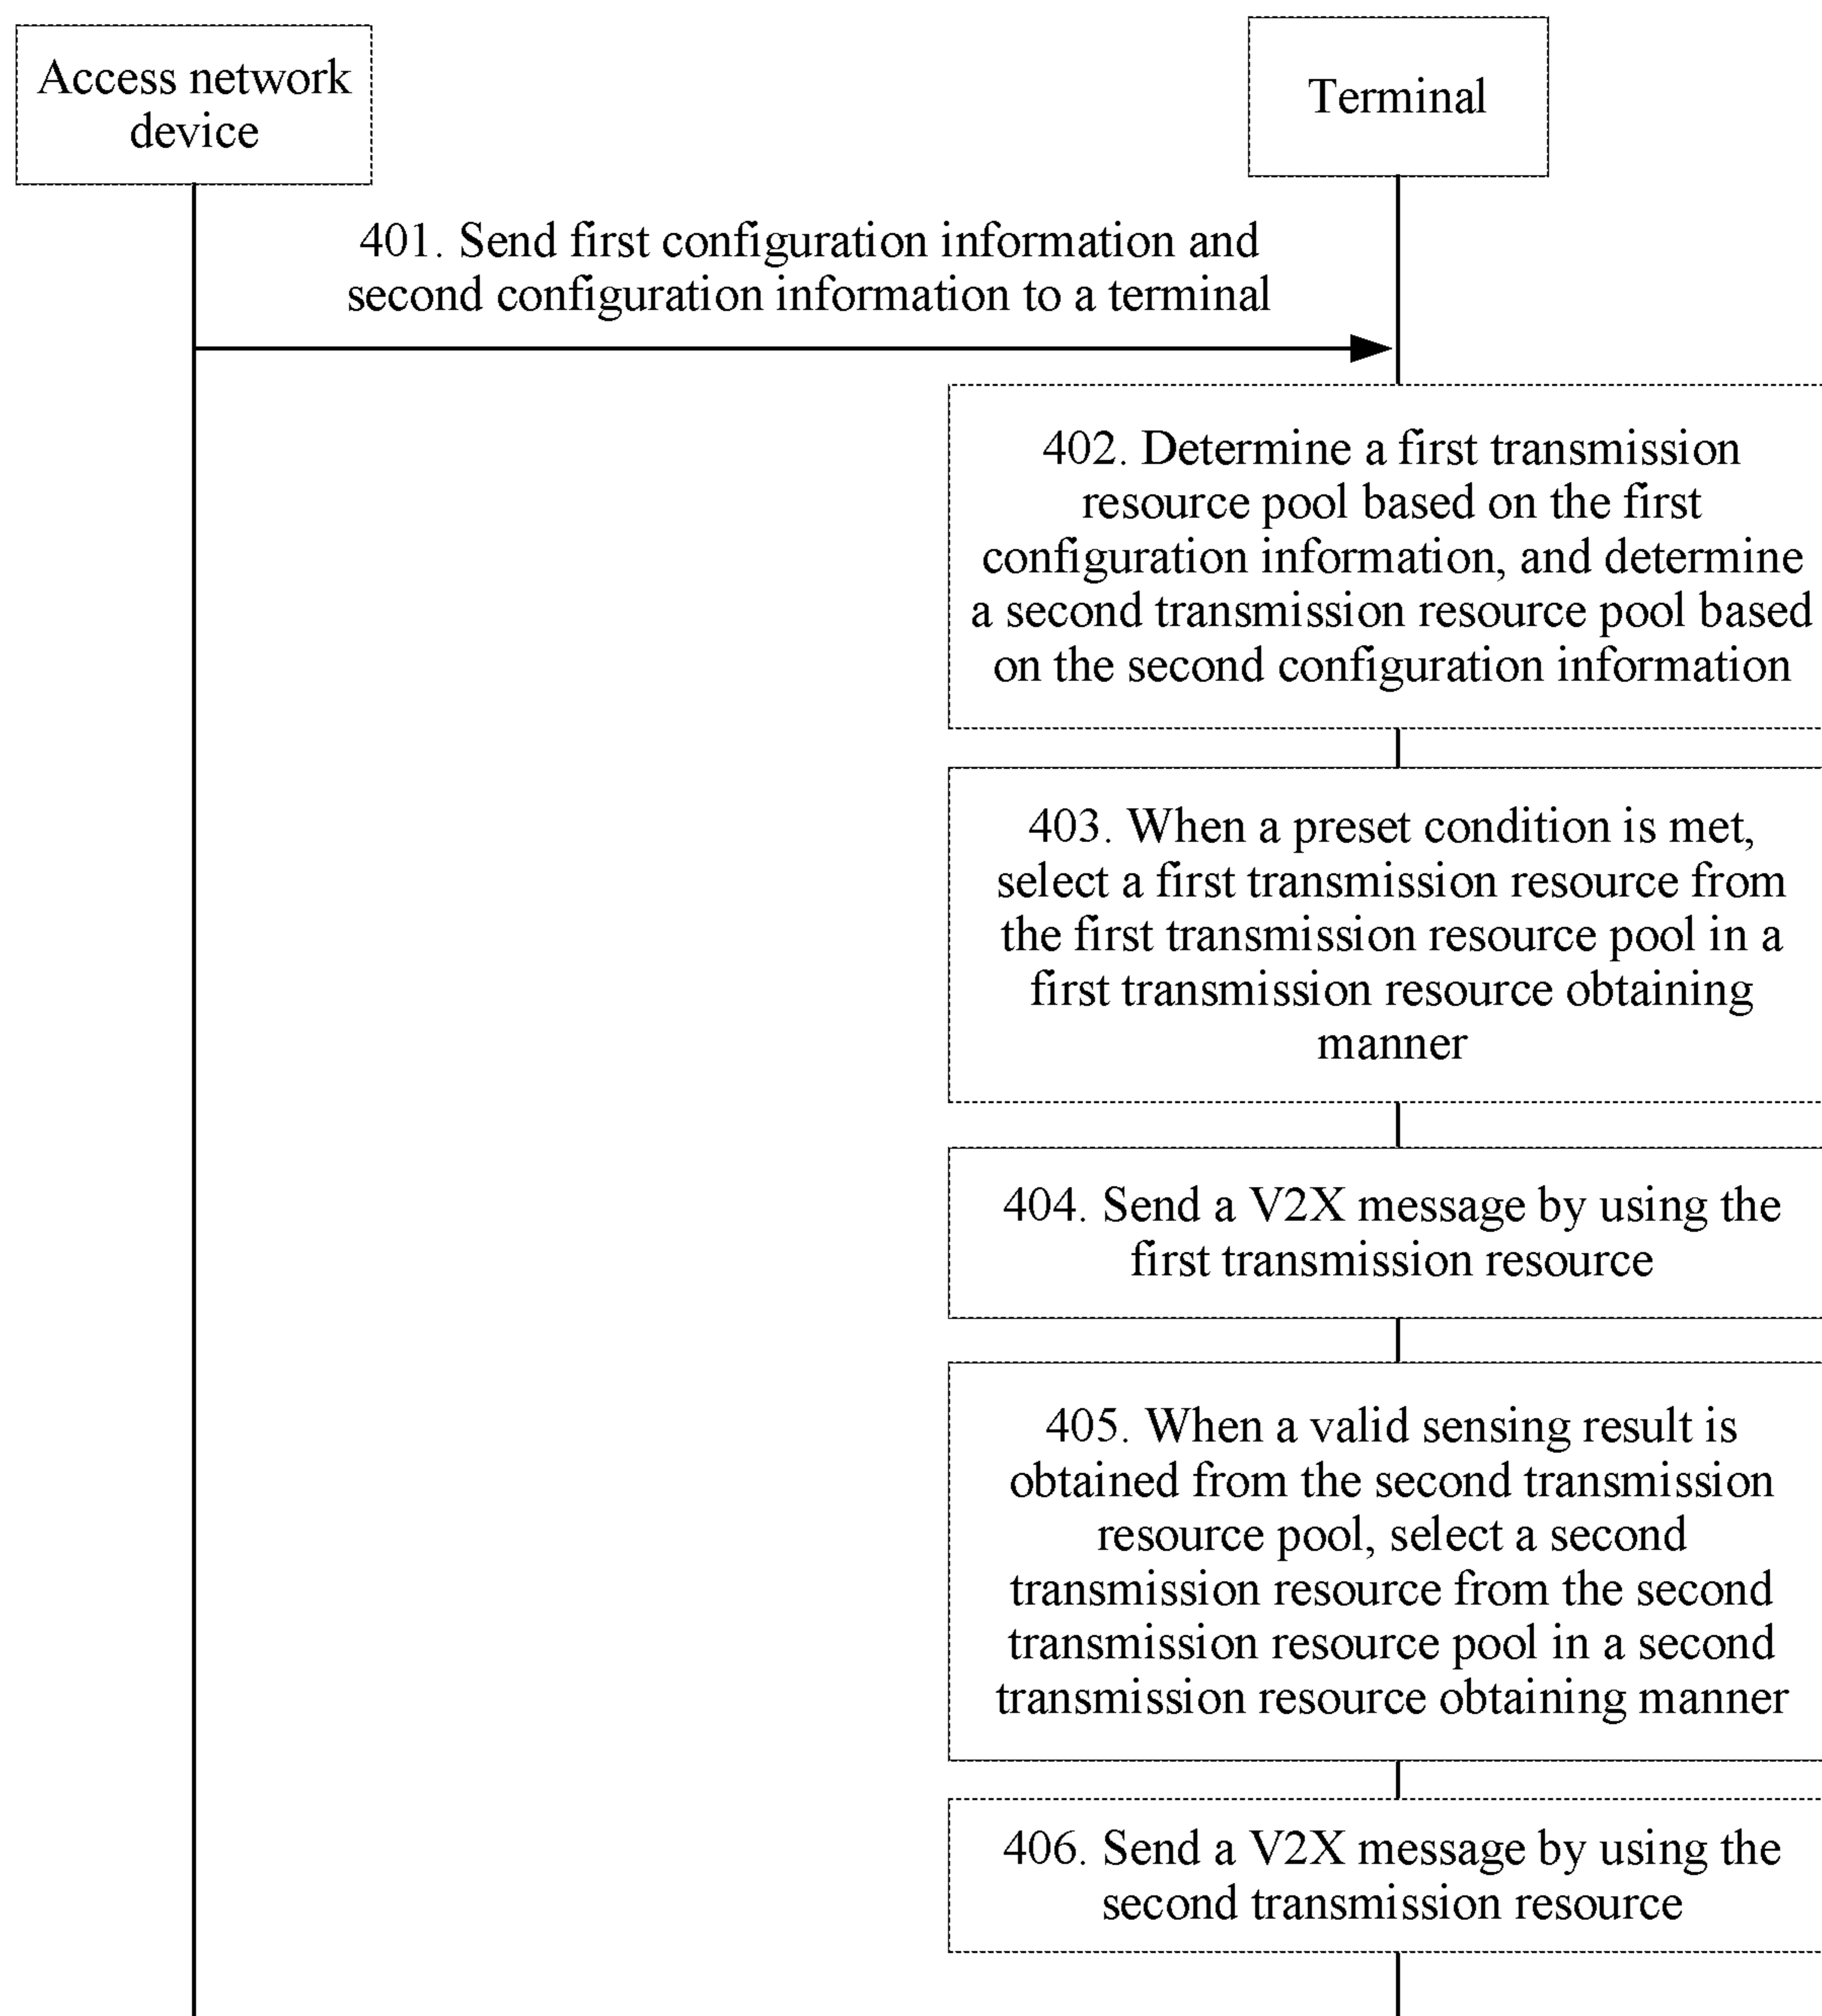 Access network
device
Terminal
401. Send first configuration information and
second configuration information to a terminal
402. Determine a first transmission
resource pool based on the first
configuration information, and determine
a second transmission resource pool based
on the second configuration information
403. When a preset condition is met,
select a first transmission resource from
the first transmission resource pool in a
first transmission resource obtaining
manner
404. Send a V2X message by using the
first transmission resource
405. When a valid sensing result is
obtained from the second transmission
resource pool, select a second
transmission resource from the second
transmission resource pool in a second
transmission resource obtaining manner
406. Send a V2X message by using the
second transmission resource